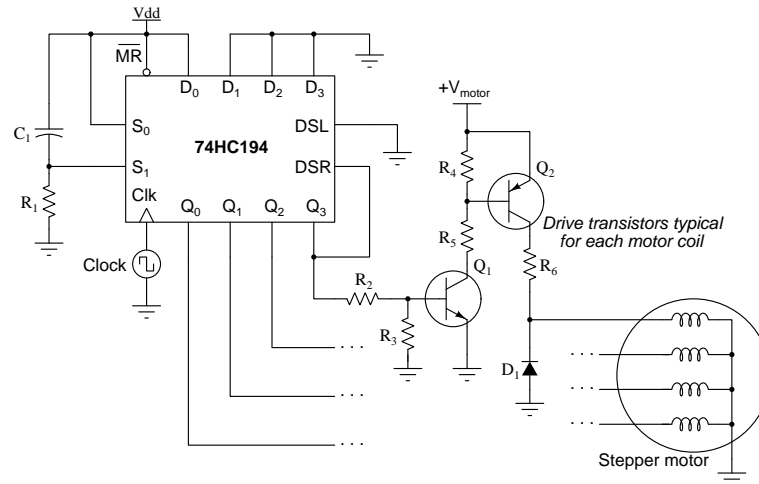 Vdd
MR
D0 D1 D2 D3
+Vmotor
S0
C1
74HC194
DSL
DSR
S1
R4
Q2
R1
Clk
Q0 Q1 Q2 Q3
R5
Drive transistors typical
for each motor coil
Clock
R2
Q1
R6
R3
D1
. . .
. . .
. . .
. . .
. . .
. . .
Stepper motor